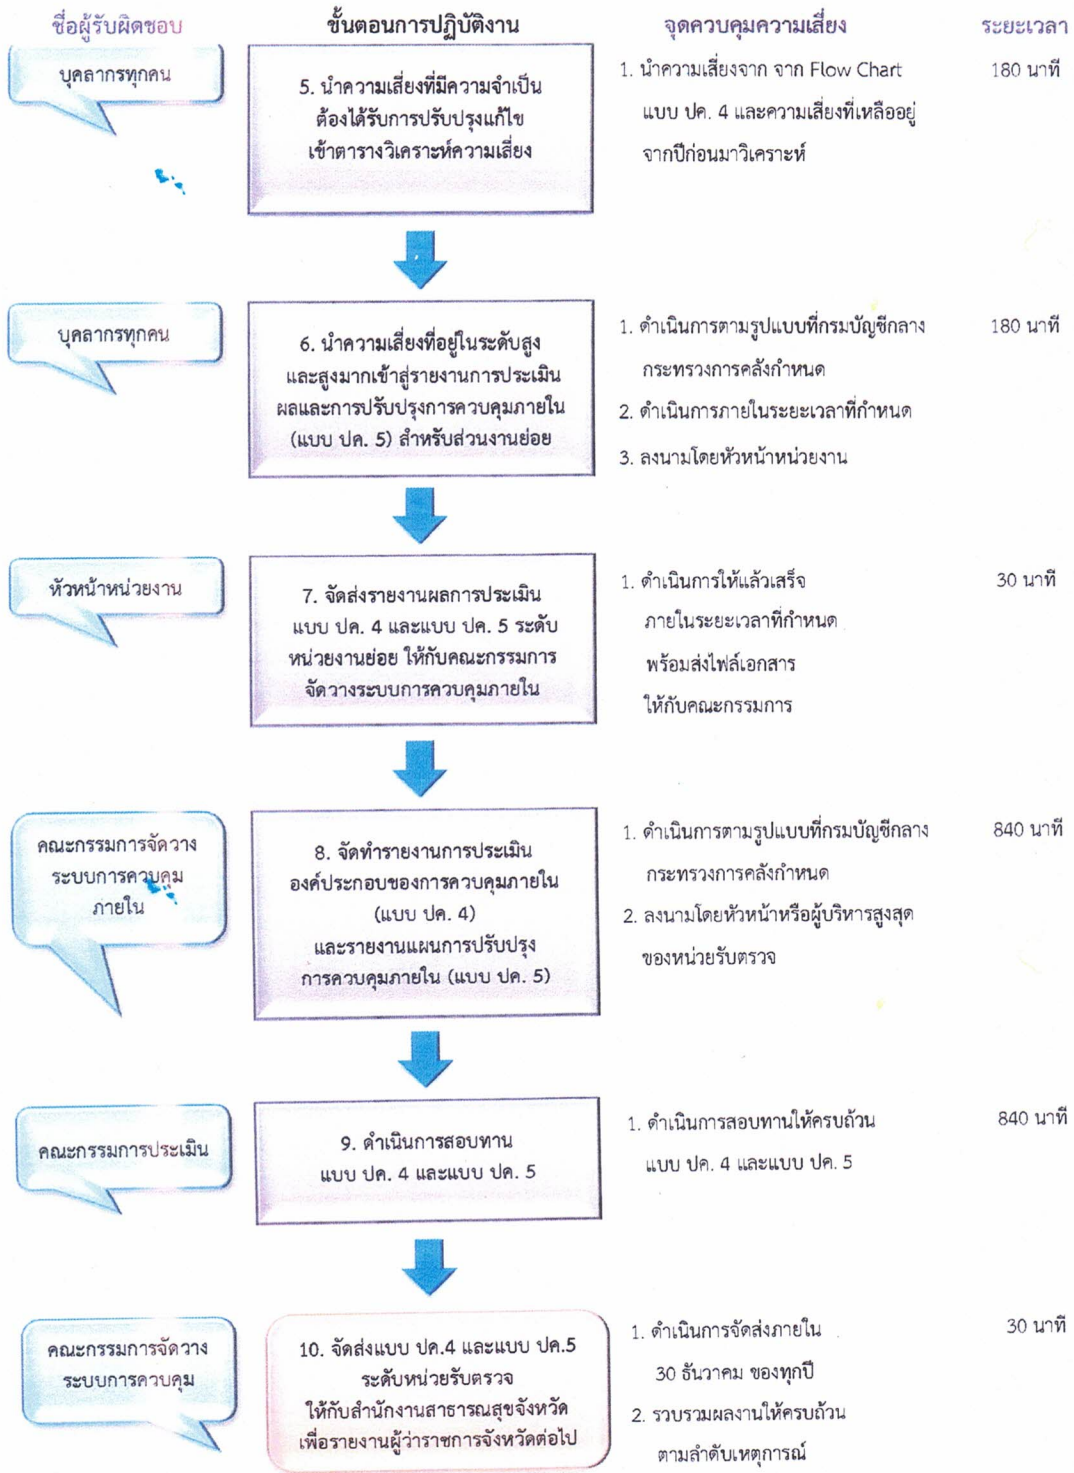 ชื่อผู้รับผิดชอบ ขั้นตอนการปฏิบัติงาน จุดควบคุมความเสี่ยง ระยะเวลา
บุคลากรทุกคน
5. นำความเสี่ยงที่มีความจำเป็น
ต้องได้รับการปรับปรุงแก้ไข
เข้าตารางวิเคราะห์ความเสี่ยง
1. นำความเสี่ยงจาก จาก Flow Chart
แบบ ปค. 4 และความเสี่ยงที่เหลืออยู่
จากปีก่อนมาวิเคราะห์
180 นาที
บุคลากรทุกคน
6. นำความเสี่ยงที่อยู่ในระดับสูง
และสูงมากเข้าสู่รายงานการประเมิน
ผลและการปรับปรุงการควบคุมภายใน
(แบบ ปค. 5) สำหรับส่วนงานย่อย
1. ดำเนินการตามรูปแบบที่กรมบัญชีกลาง
กระทรวงการคลังกำหนด
2. ดำเนินการภายในระยะเวลาที่กำหนด
3. ลงนามโดยหัวหน้าหน่วยงาน
180 นาที
หัวหน้าหน่วยงาน
7. จัดส่งรายงานผลการประเมิน
แบบ ปค. 4 และแบบ ปค. 5 ระดับ
หน่วยงานย่อย ให้กับคณะกรรมการ
จัดวางระบบการควบคุมภายใน
1. ดำเนินการให้แล้วเสร็จ
ภายในระยะเวลาที่กำหนด
พร้อมส่งไฟล์เอกสาร
ให้กับคณะกรรมการ
30 นาที
คณะกรรมการจัดวาง
ระบบการควบคุม
ภายใน
8. จัดทำรายงานการประเมิน
องค์ประกอบของการควบคุมภายใน
(แบบ ปค. 4)
และรายงานแผนการปรับปรุง
การควบคุมภายใน (แบบ ปค. 5)
1. ดำเนินการตามรูปแบบที่กรมบัญชีกลาง
กระทรวงการคลังกำหนด
2. ลงนามโดยหัวหน้าหรือผู้บริหารสูงสุด
ของหน่วยรับตรวจ
840 นาที
คณะกรรมการประเมิน
9. ดำเนินการสอบทาน
แบบ ปค. 4 และแบบ ปค. 5
1. ดำเนินการสอบทานให้ครบถ้วน
แบบ ปค. 4 และแบบ ปค. 5
840 นาที
คณะกรรมการจัดวาง
ระบบการควบคุม
10. จัดส่งแบบ ปค.4 และแบบ ปค.5
ระดับหน่วยรับตรวจ
ให้กับสำนักงานสาธารณสุขจังหวัด
เพื่อรายงานผู้ว่าราชการจังหวัดต่อไป
1. ดำเนินการจัดส่งภายใน
30 ธันวาคม ของทุกปี
2. รวบรวมผลงานให้ครบถ้วน
ตามลำดับเหตุการณ์
30 นาที